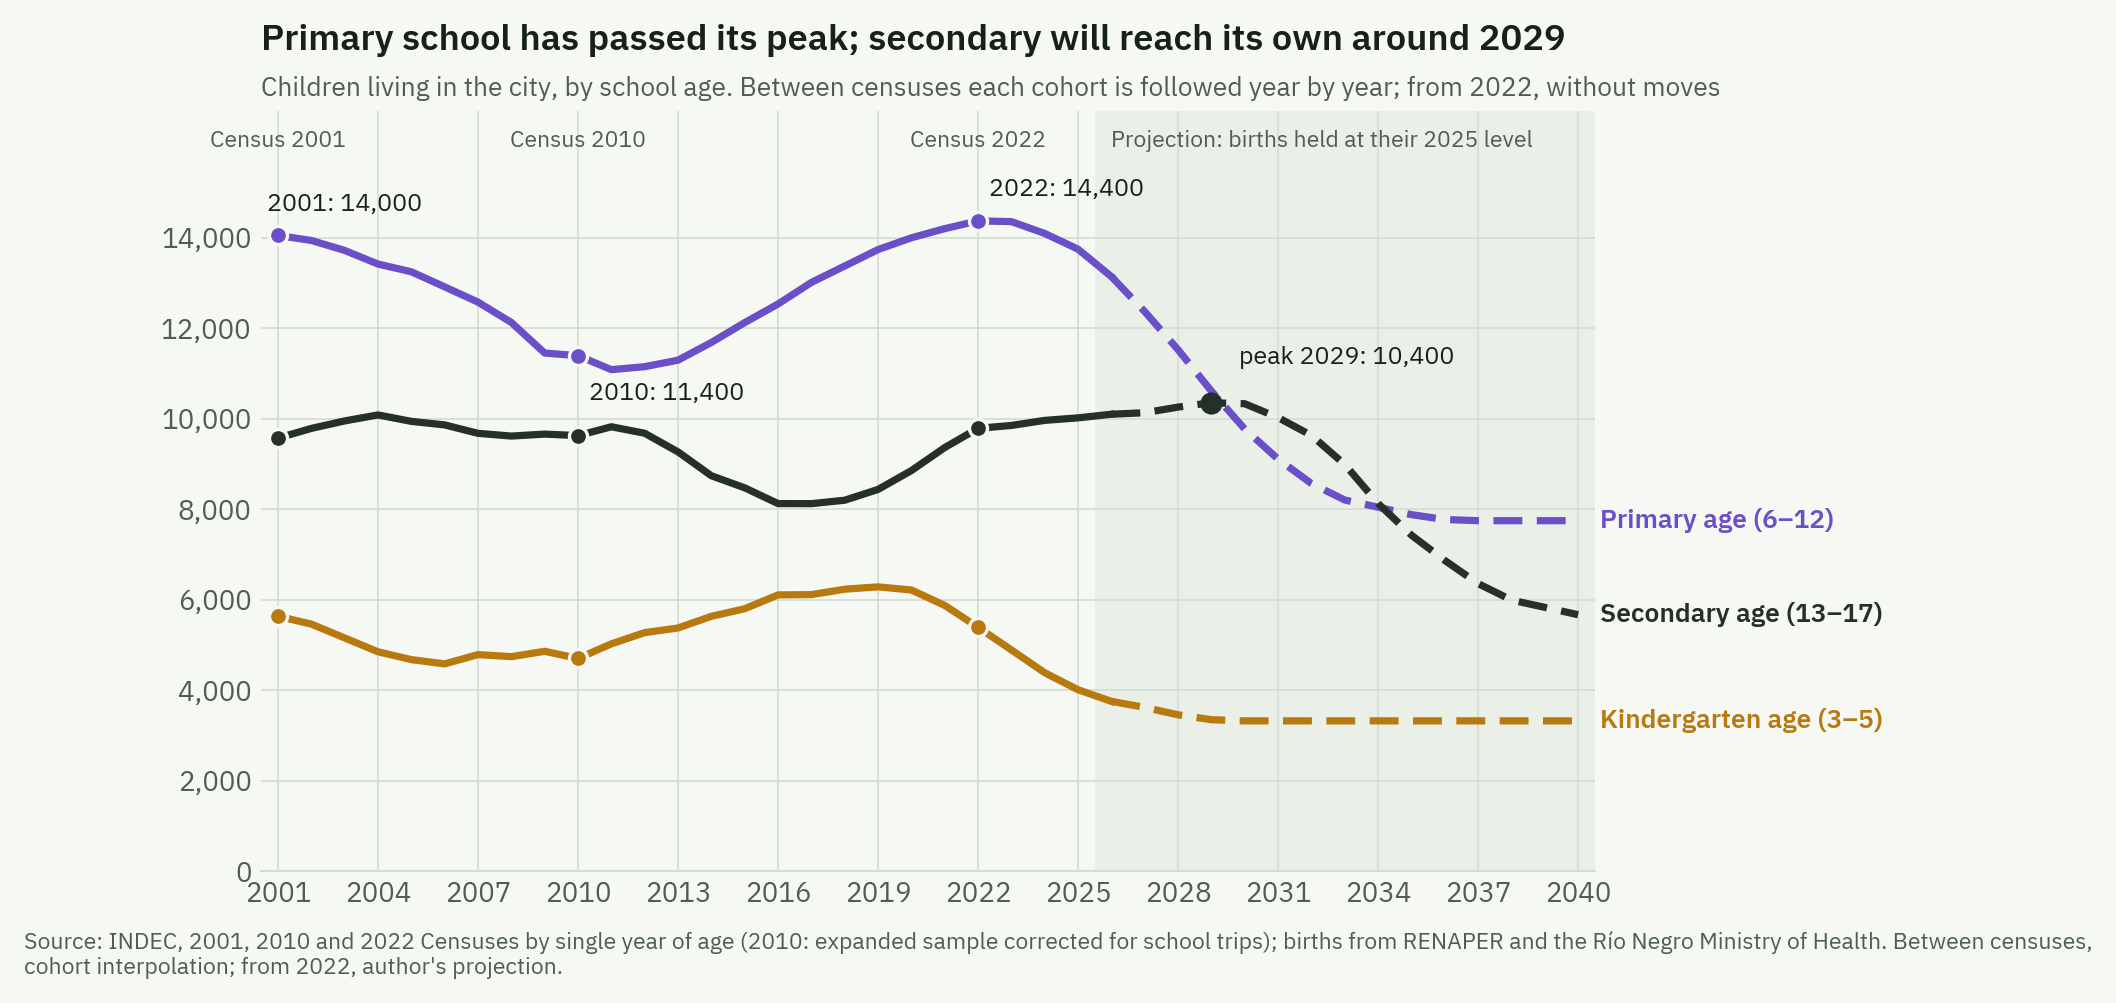 Primary school has passed its peak; secondary will reach its own around 2029
Children living in the city, by school age. Between censuses each cohort is followed year by year; from 2022, without moves
Census 2001
Census 2010
Census 2022
Projection: births held at their 2025 level
2001: 14,000
2022: 14,400
14,000
12,000
peak 2029: 10,400
2010: 11,400
10,000
8,000
Primary age (6–12)
6,000
Secondary age (13–17)
4,000
Kindergarten age (3–5)
2,000
0
2001 2004 2007 2010 2013 2016 2019 2022 2025 2028 2031 2034 2037 2040
Source: INDEC, 2001, 2010 and 2022 Censuses by single year of age (2010: expanded sample corrected for school trips); births from RENAPER and the Río Negro Ministry of Health. Between censuses,
cohort interpolation; from 2022, author's projection.